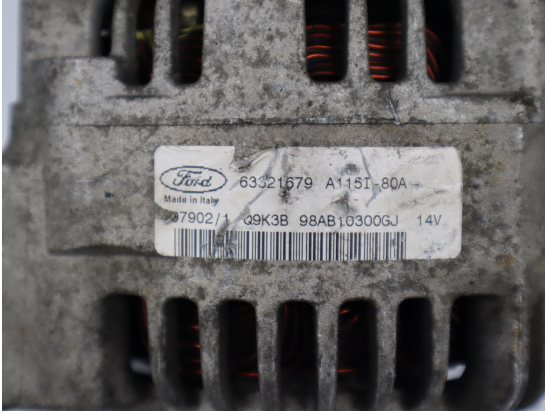 Ford 63321679 A115I-80A
Made in Italy
97902/1 Q9K3B 98AB10300GJ 14V